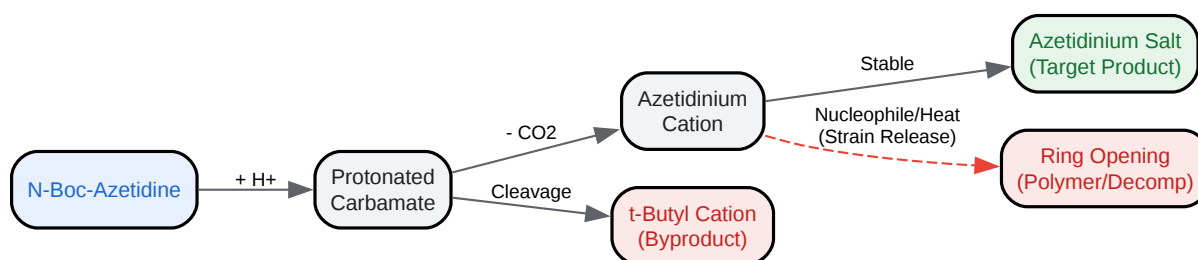 N-Boc-Azetidine
+ H+
Protonated
Carbamate
- CO2
Cleavage
Azetidinium
Cation
t-Butyl Cation
(Byproduct)
Stable
Nucleophile/Heat
(Strain Release)
Azetidinium Salt
(Target Product)
Ring Opening
(Polymer/Decomp)